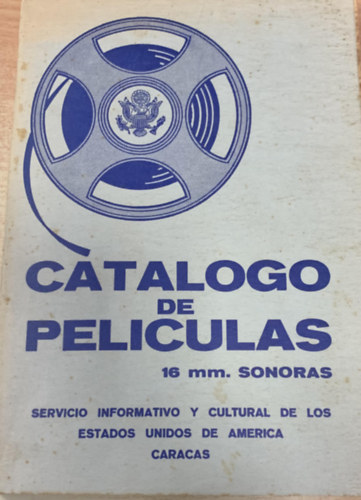 CATALOGO
DE
PELICULAS
16 mm. SONORAS
SERVICIO INFORMATIVO Y CULTURAL DE LOS
ESTADOS UNIDOS DE AMERICA
CARACAS